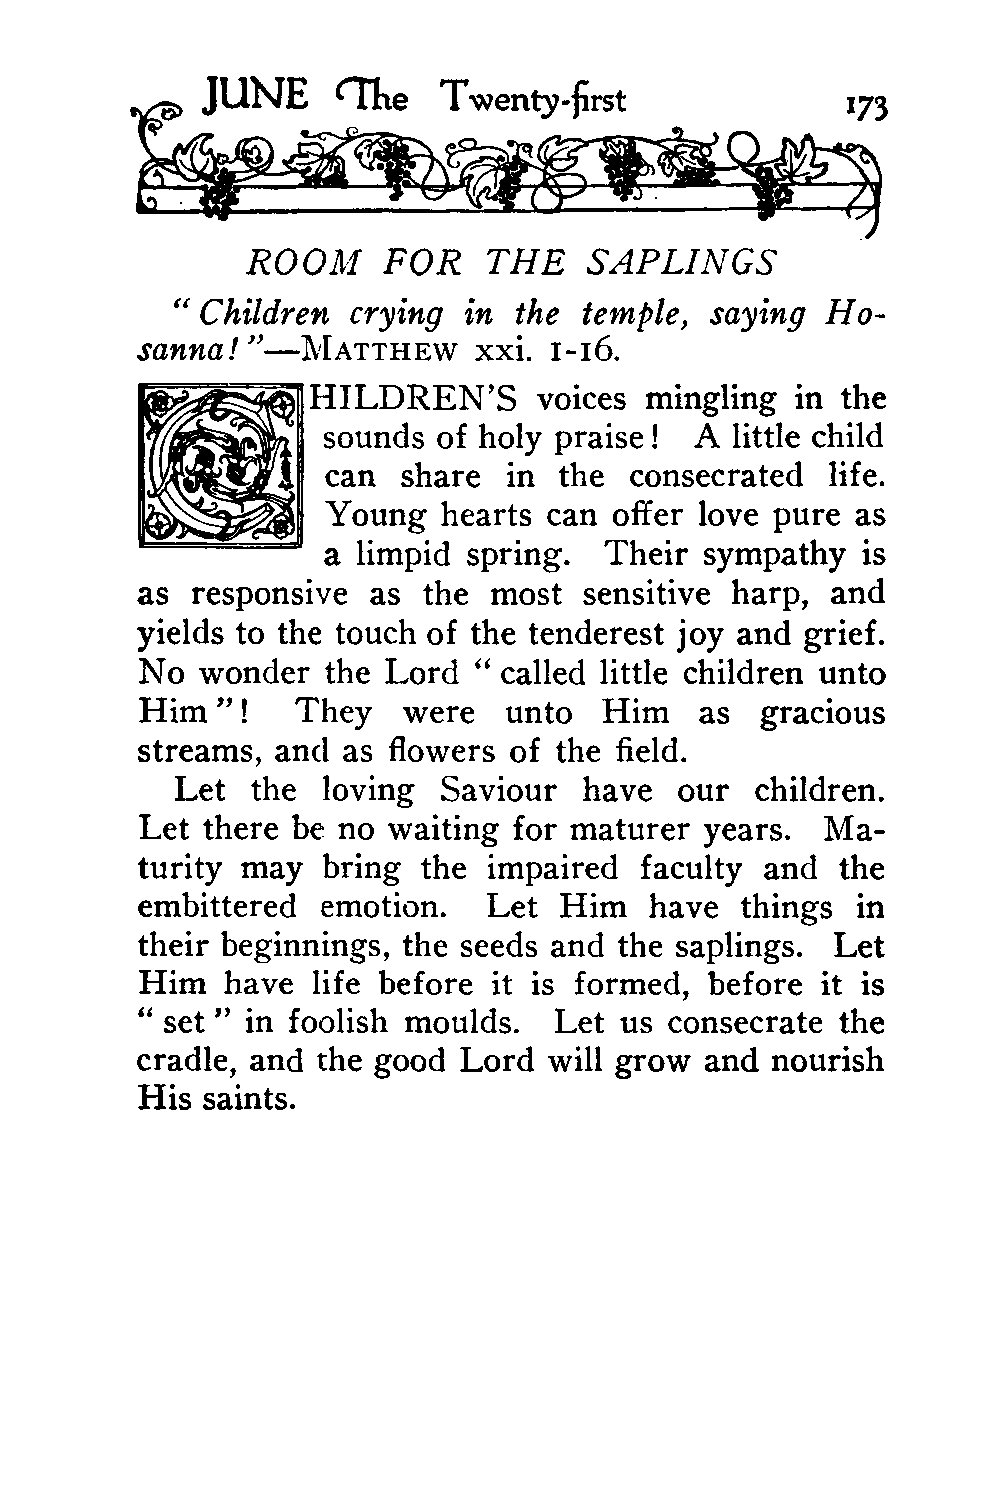 JUNE The Twenty-first 173
ROOM FOR THE SAPLINGS
“ Children crying in the temple, saying Ho-
sanna! ”—MATTHEW xxi. 1-16.
CHILDREN’S voices mingling in the
sounds of holy praise! A little child
can share in the consecrated life.
Young hearts can offer love pure as
a limpid spring. Their sympathy is
as responsive as the most sensitive harp, and
yields to the touch of the tenderest joy and grief.
No wonder the Lord “ called little children unto
Him ”! They were unto Him as gracious
streams, and as flowers of the field.
Let the loving Saviour have our children.
Let there be no waiting for maturer years. Ma-
turity may bring the impaired faculty and the
embittered emotion. Let Him have things in
their beginnings, the seeds and the saplings. Let
Him have life before it is formed, before it is
“ set ” in foolish moulds. Let us consecrate the
cradle, and the good Lord will grow and nourish
His saints.